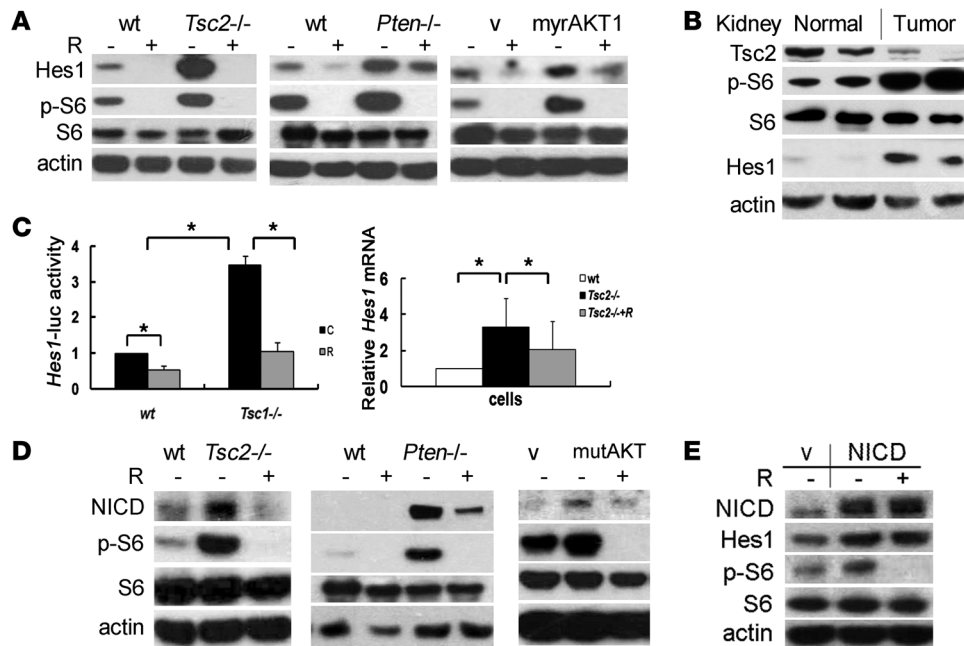 A
wt Tsc2-/- wt Pten-/- v myrAKT1
R - + - + - + - + - + - +
Hes1
p-S6
S6
actin
B
Kidney Normal Tumor
Tsc2
p-S6
S6
Hes1
actin
C
Hes1-luc activity
4
3
2
1
0
* * *
C
R
wt Tsc1-/-
Relative Hes1 mRNA
6
4
2
0
* *
wt
Tsc2-/-
Tsc2-/-+R
cells
D
wt Tsc2-/- wt Pten-/- v mutAKT
R - - + - + - + - - +
NICD
p-S6
S6
actin
E
v NICD
R - - +
NICD
Hes1
p-S6
S6
actin